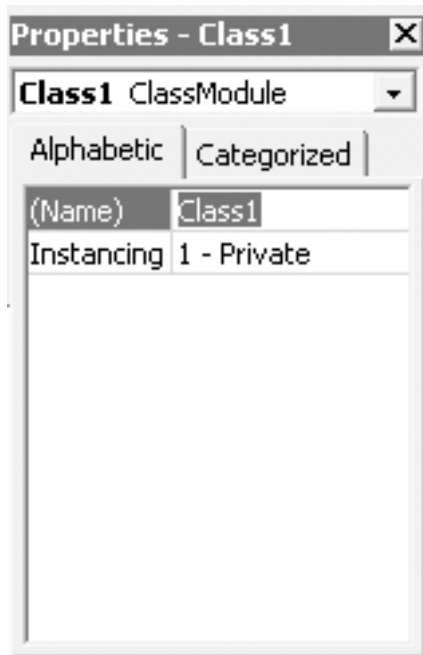 Properties - Class1
Class1 ClassModule
Alphabetic Categorized
(Name) Class1
Instancing 1 - Private